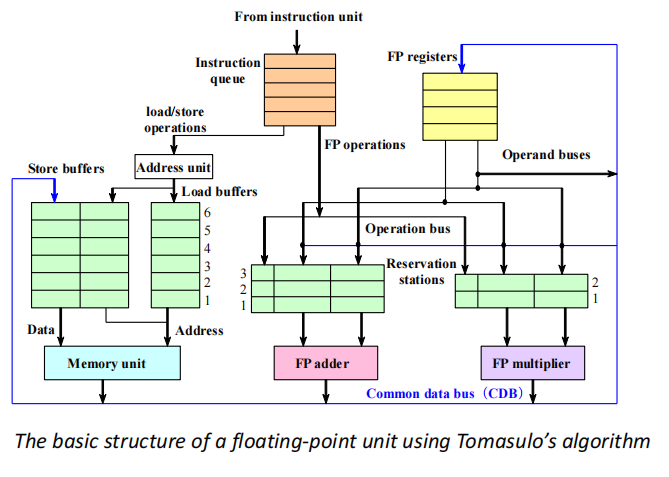 From instruction unit
Instruction
queue
FP registers
load/store
operations
FP operations
Operand buses
Store buffers
Address unit
Load buffers
6
5
4
3
2
1
Operation bus
Reservation
stations
3
2
1
2
1
Data
Address
Memory unit
FP adder
FP multiplier
Common data bus（CDB）
The basic structure of a floating-point unit using Tomasulo’s algorithm